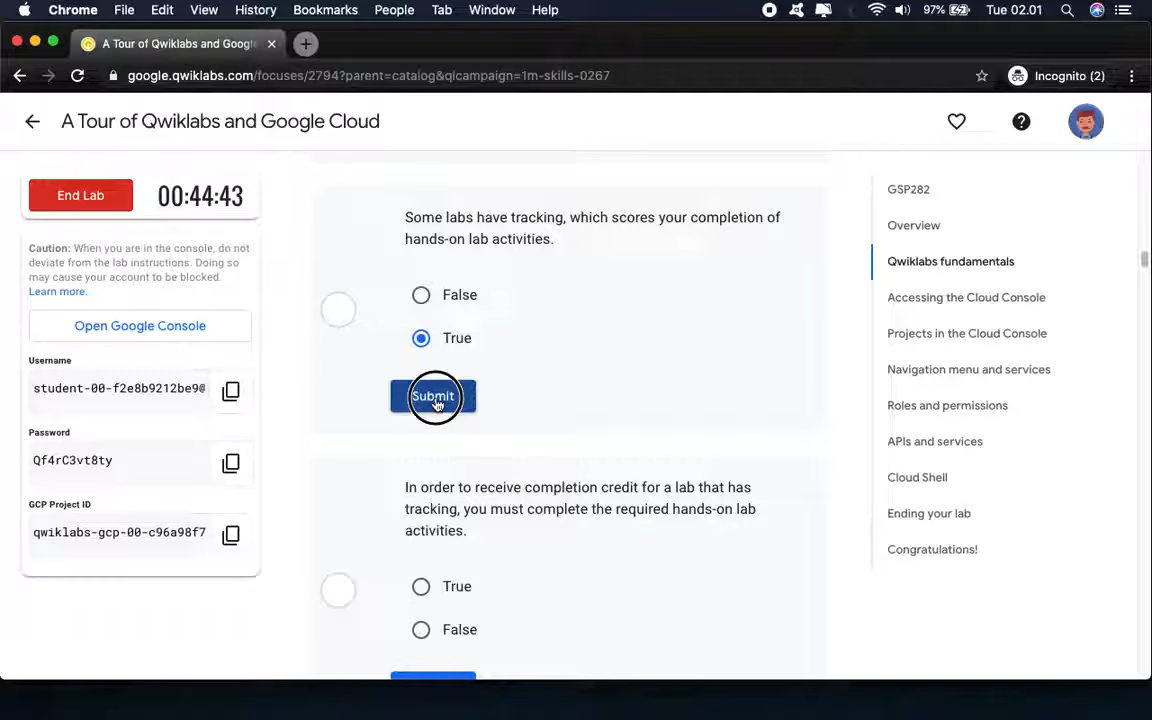 Chrome File Edit View History Bookmarks People Tab Window Help 97% Tue 02.01
A Tour of Qwiklabs and Google
google.qwiklabs.com/focuses/2794?parent=catalog&qlcampaign=1m-skills-0267
Incognito (2)
A Tour of Qwiklabs and Google Cloud
End Lab
00:44:43
Caution: When you are in the console, do not
deviate from the lab instructions. Doing so
may cause your account to be blocked.
Learn more.
Open Google Console
Username
student-00-f2e8b9212be9@
Password
Qf4rC3vt8ty
GCP Project ID
qwiklabs-gcp-00-c96a98f7
Some labs have tracking, which scores your completion of
hands-on lab activities.
False
True
Submit
In order to receive completion credit for a lab that has
tracking, you must complete the required hands-on lab
activities.
True
False
GSP282
Overview
Qwiklabs fundamentals
Accessing the Cloud Console
Projects in the Cloud Console
Navigation menu and services
Roles and permissions
APIs and services
Cloud Shell
Ending your lab
Congratulations!